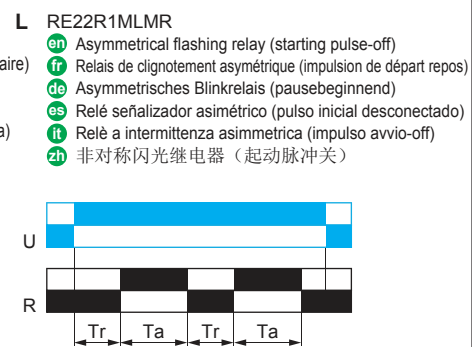 L RE22R1MLMR
en Asymmetrical flashing relay (starting pulse-off)
aire)
fr Relais de clignotement asymétrique (impulsion de départ repos)
de Asymmetrisches Blinkrelais (pausebeginnend)
es Relé señalizador asimétrico (pulso inicial desconectado)
a)
it Relè a intermittenza asimmetrica (impulso avvio-off)
zh 非对称闪光继电器（起动脉冲关）
U
R
Tr Ta Tr Ta